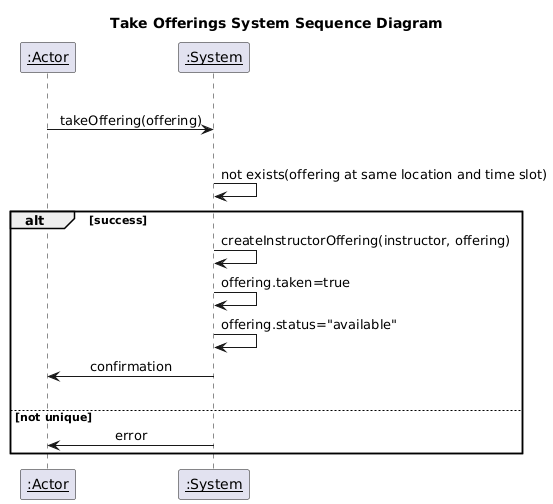 Take Offerings System Sequence Diagram
:Actor
:System
takeOffering(offering)
not exists(offering at same location and time slot)
alt
[success]
createInstructorOffering(instructor, offering)
offering.taken=true
offering.status="available"
confirmation
[not unique]
error
:Actor
:System